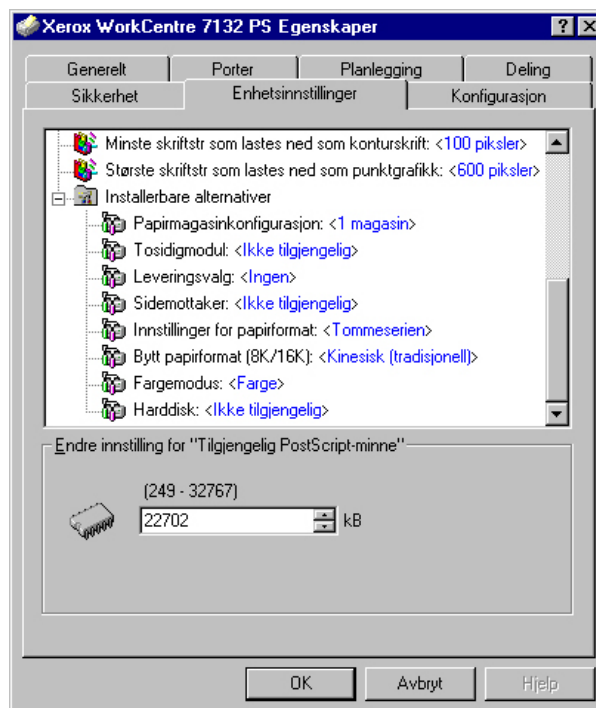 Xerox WorkCentre 7132 PS Egenskaper
Generelt Porter Planlegging Deling
Sikkerhet Enhetsinnstillinger Konfigurasjon
Minste skriftstr som lastes ned som konturskrift: <100 piksler>
Største skriftstr som lastes ned som punktgrafikk: <600 piksler>
Installerbare alternativer
Papirmagasinkonfigurasjon: <1 magasin>
Tosidigmodul: <Ikke tilgjengelig>
Leveringsvalg: <Ingen>
Sidemottaker: <Ikke tilgjengelig>
Innstillinger for papirformat: <Tommeserien>
Bytt papirformat (8K/16K): <Kinesisk (tradisjonell)>
Fargemodus: <Farge>
Harddisk: <Ikke tilgjengelig>
Endre innstilling for "Tilgjengelig PostScript-minne"
(249 - 32767)
22702 kB
OK Avbryt Hjelp